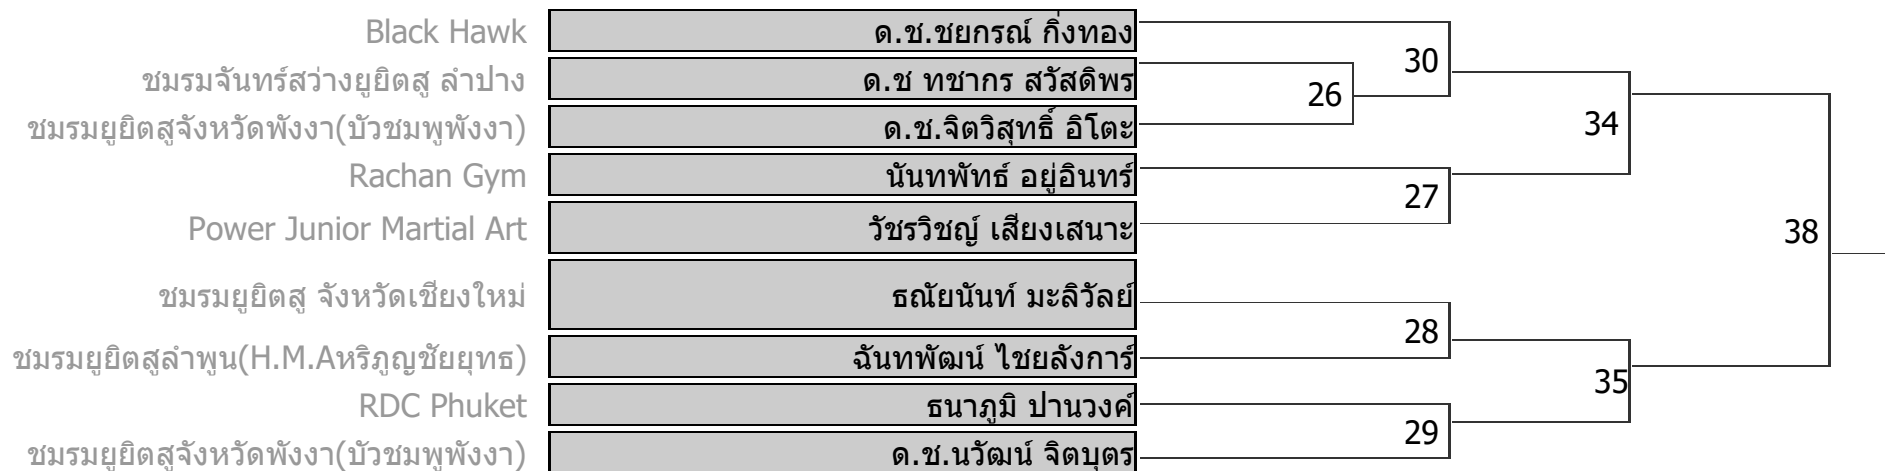 Black Hawk ด.ช.ชยกรณ์ กิ่งทอง
30
ชมรมจันทร์สว่างยูยิตสู ลำปาง ด.ช ทชากร สวัสดิพร
26
ชมรมยูยิตสูจังหวัดพังงา(บัวชมพูพังงา) ด.ช.จิตวิสุทธิ์ อิโตะ
34
Rachan Gym นันทพัทธ์ อยู่อินทร์
27
Power Junior Martial Art วัชรวิชญ์ เสียงเสนาะ
38
ชมรมยูยิตสู จังหวัดเชียงใหม่ ธณัยนันท์ มะลิวัลย์
28
ชมรมยูยิตสูลำพูน(H.M.Aหริภูญชัยยุทธ) ฉันทพัฒน์ ไชยลังการ์
35
RDC Phuket ธนาภูมิ ปานวงค์
29
ชมรมยูยิตสูจังหวัดพังงา(บัวชมพูพังงา) ด.ช.นวัฒน์ จิตบุตร